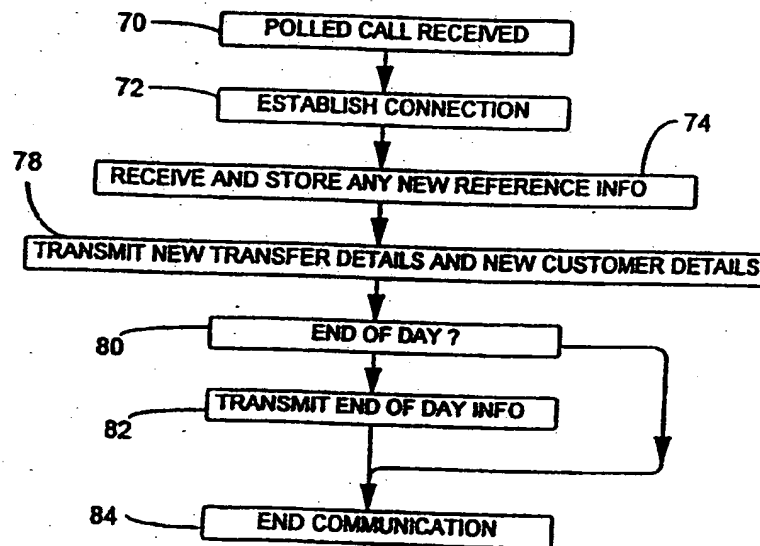 70
POLLED CALL RECEIVED
72
ESTABLISH CONNECTION
74
78
RECEIVE AND STORE ANY NEW REFERENCE INFO
TRANSMIT NEW TRANSFER DETAILS AND NEW CUSTOMER DETAILS
80
END OF DAY ?
82
TRANSMIT END OF DAY INFO
84
END COMMUNICATION